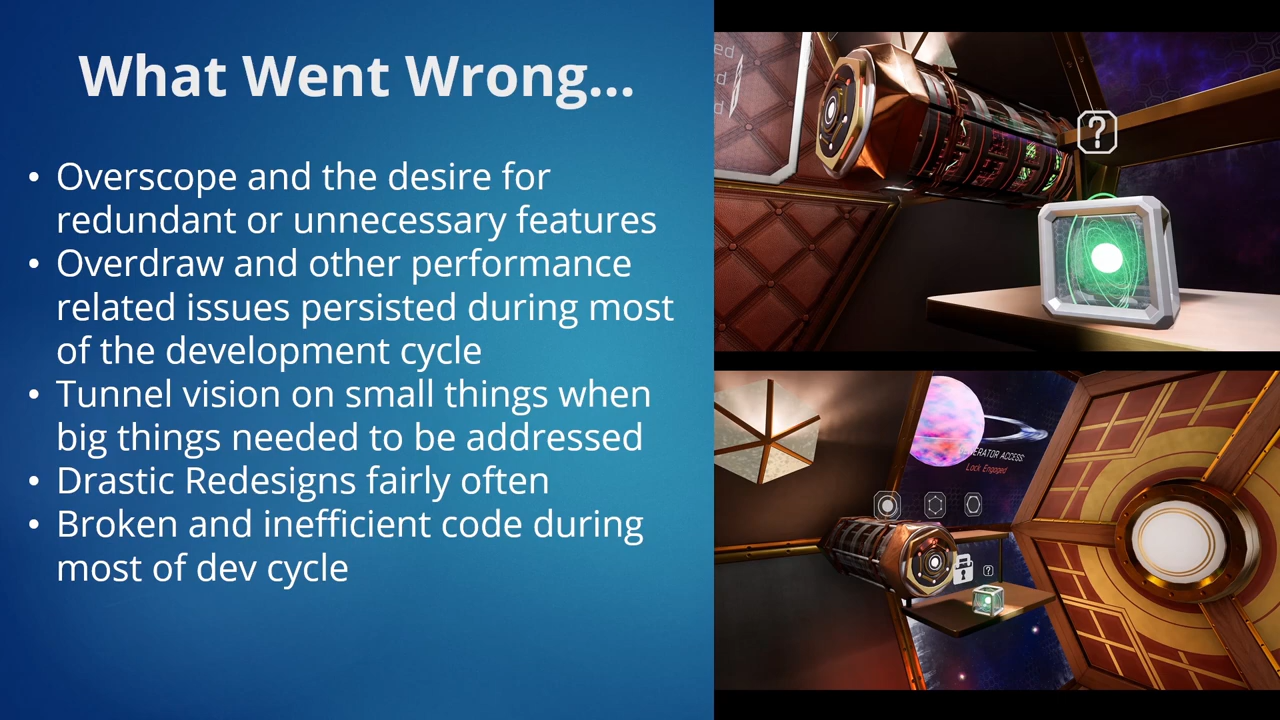 What Went Wrong...
• Overscope and the desire for
redundant or unnecessary features
• Overdraw and other performance
related issues persisted during most
of the development cycle
• Tunnel vision on small things when
big things needed to be addressed
• Drastic Redesigns fairly often
• Broken and inefficient code during
most of dev cycle
?
ACCESS:
Lock Engaged
?